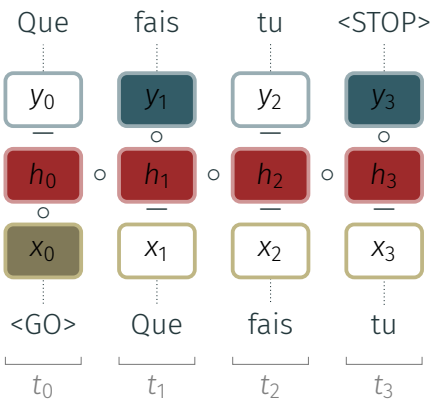 Que fais tu <STOP>
y0 y1 y2 y3
h0 h1 h2 h3
x0 x1 x2 x3
<GO> Que fais tu
t0 t1 t2 t3